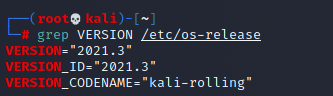 ┌──(root💀kali)-[~]
└─# grep VERSION /etc/os-release
VERSION="2021.3"
VERSION_ID="2021.3"
VERSION_CODENAME="kali-rolling"